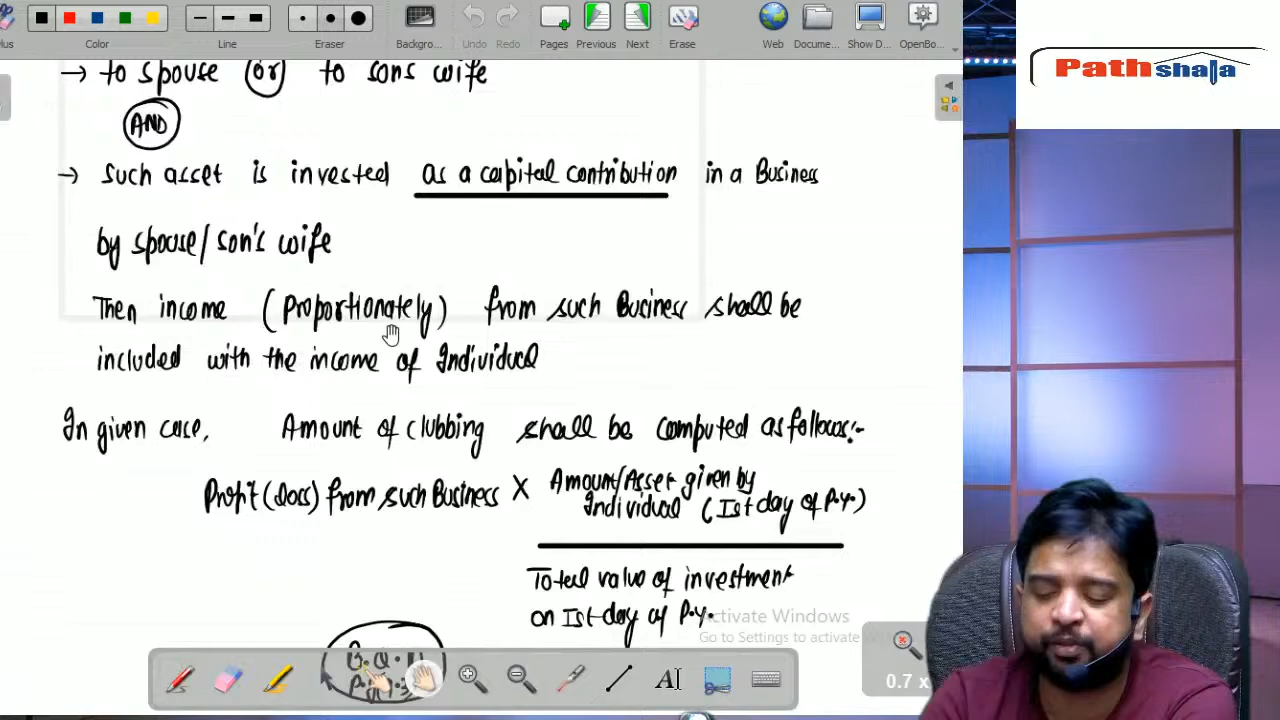 Color
Line
Eraser
Backgro...
Undo
Redo
Pages
Previous
Next
Erase
Web
Docume...
Show D...
OpenBo...
Pathshala
→ to spouse (or) to sons wife
AND
→ Such asset is invested as a capital contribution in a Business
by spouse/son's wife
Then income (Proportionately) from such Business shall be
included with the income of Individual
In given case, Amount of clubbing shall be computed as follows:-
Profit (Loss) from such Business X Amount/Asset given by
Individual (Ist day of P.Y.)
Total value of investment
on Ist day of P.Y.
Activate Windows
Go to Settings to activate
0.7 x